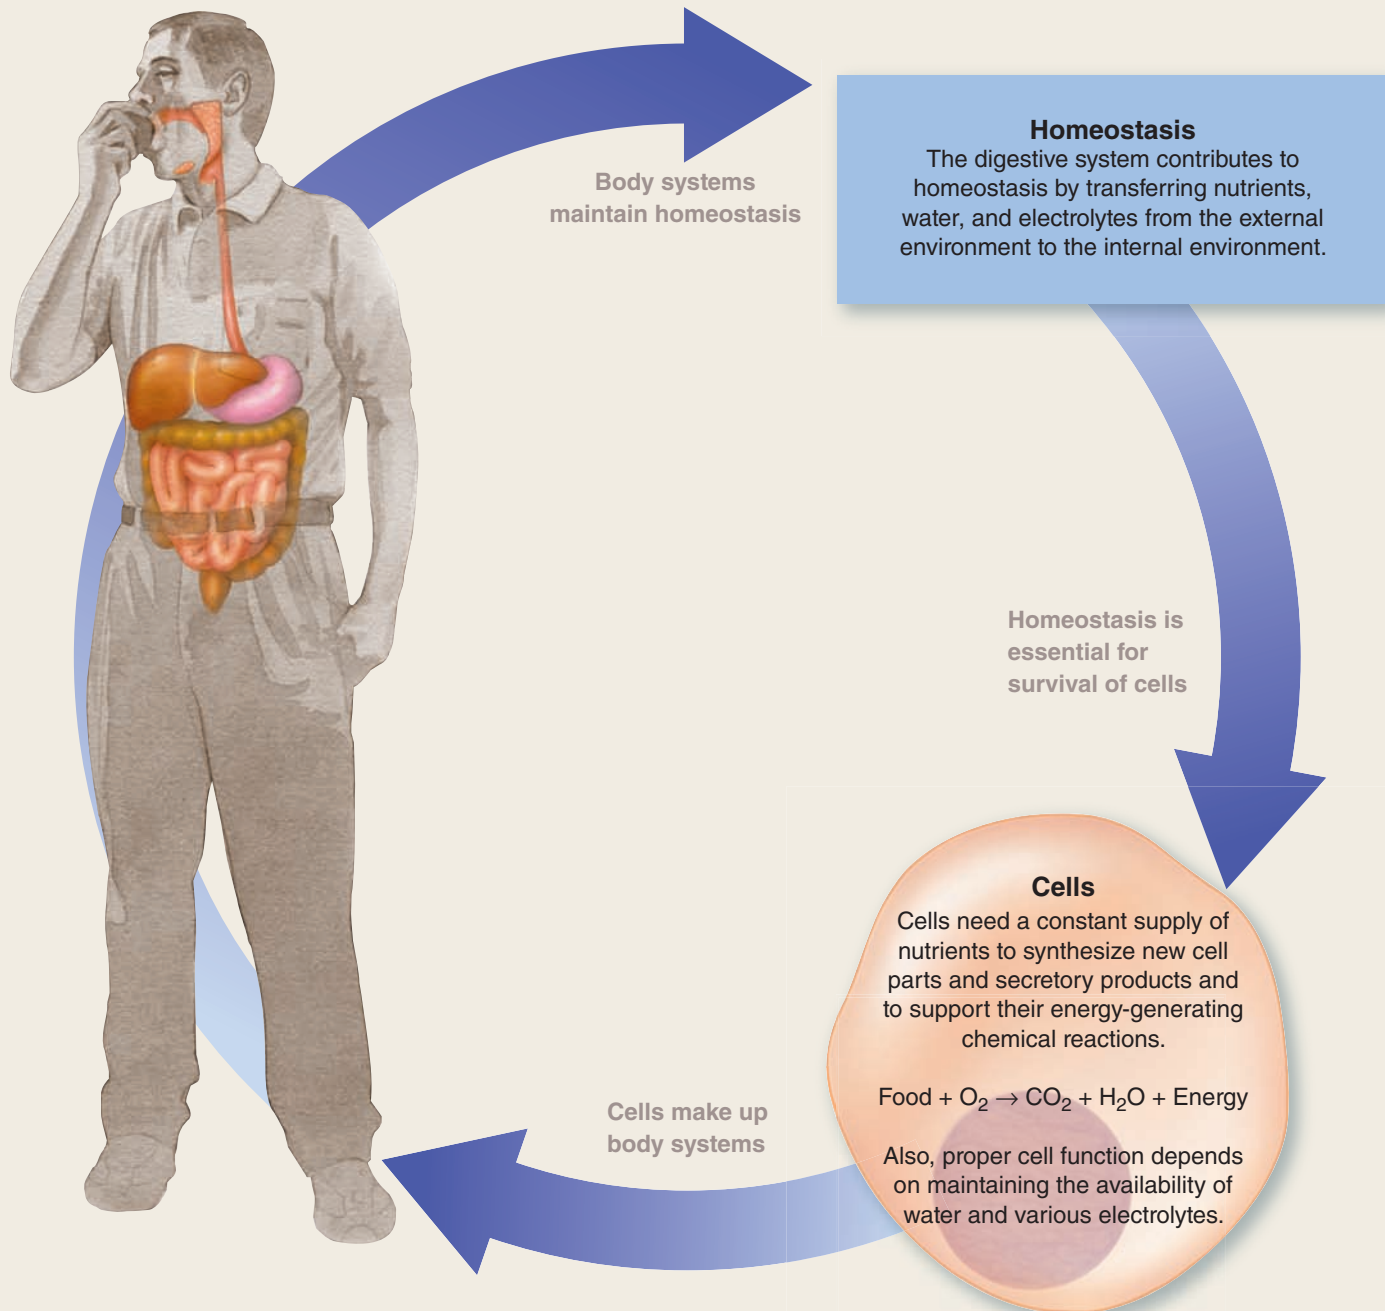 Body systems
maintain homeostasis
Homeostasis
The digestive system contributes to
homeostasis by transferring nutrients,
water, and electrolytes from the external
environment to the internal environment.
Homeostasis is
essential for
survival of cells
Cells
Cells need a constant supply of
nutrients to synthesize new cell
parts and secretory products and
to support their energy-generating
chemical reactions.
Food + O₂ → CO₂ + H₂O + Energy
Also, proper cell function depends
on maintaining the availability of
water and various electrolytes.
Cells make up
body systems